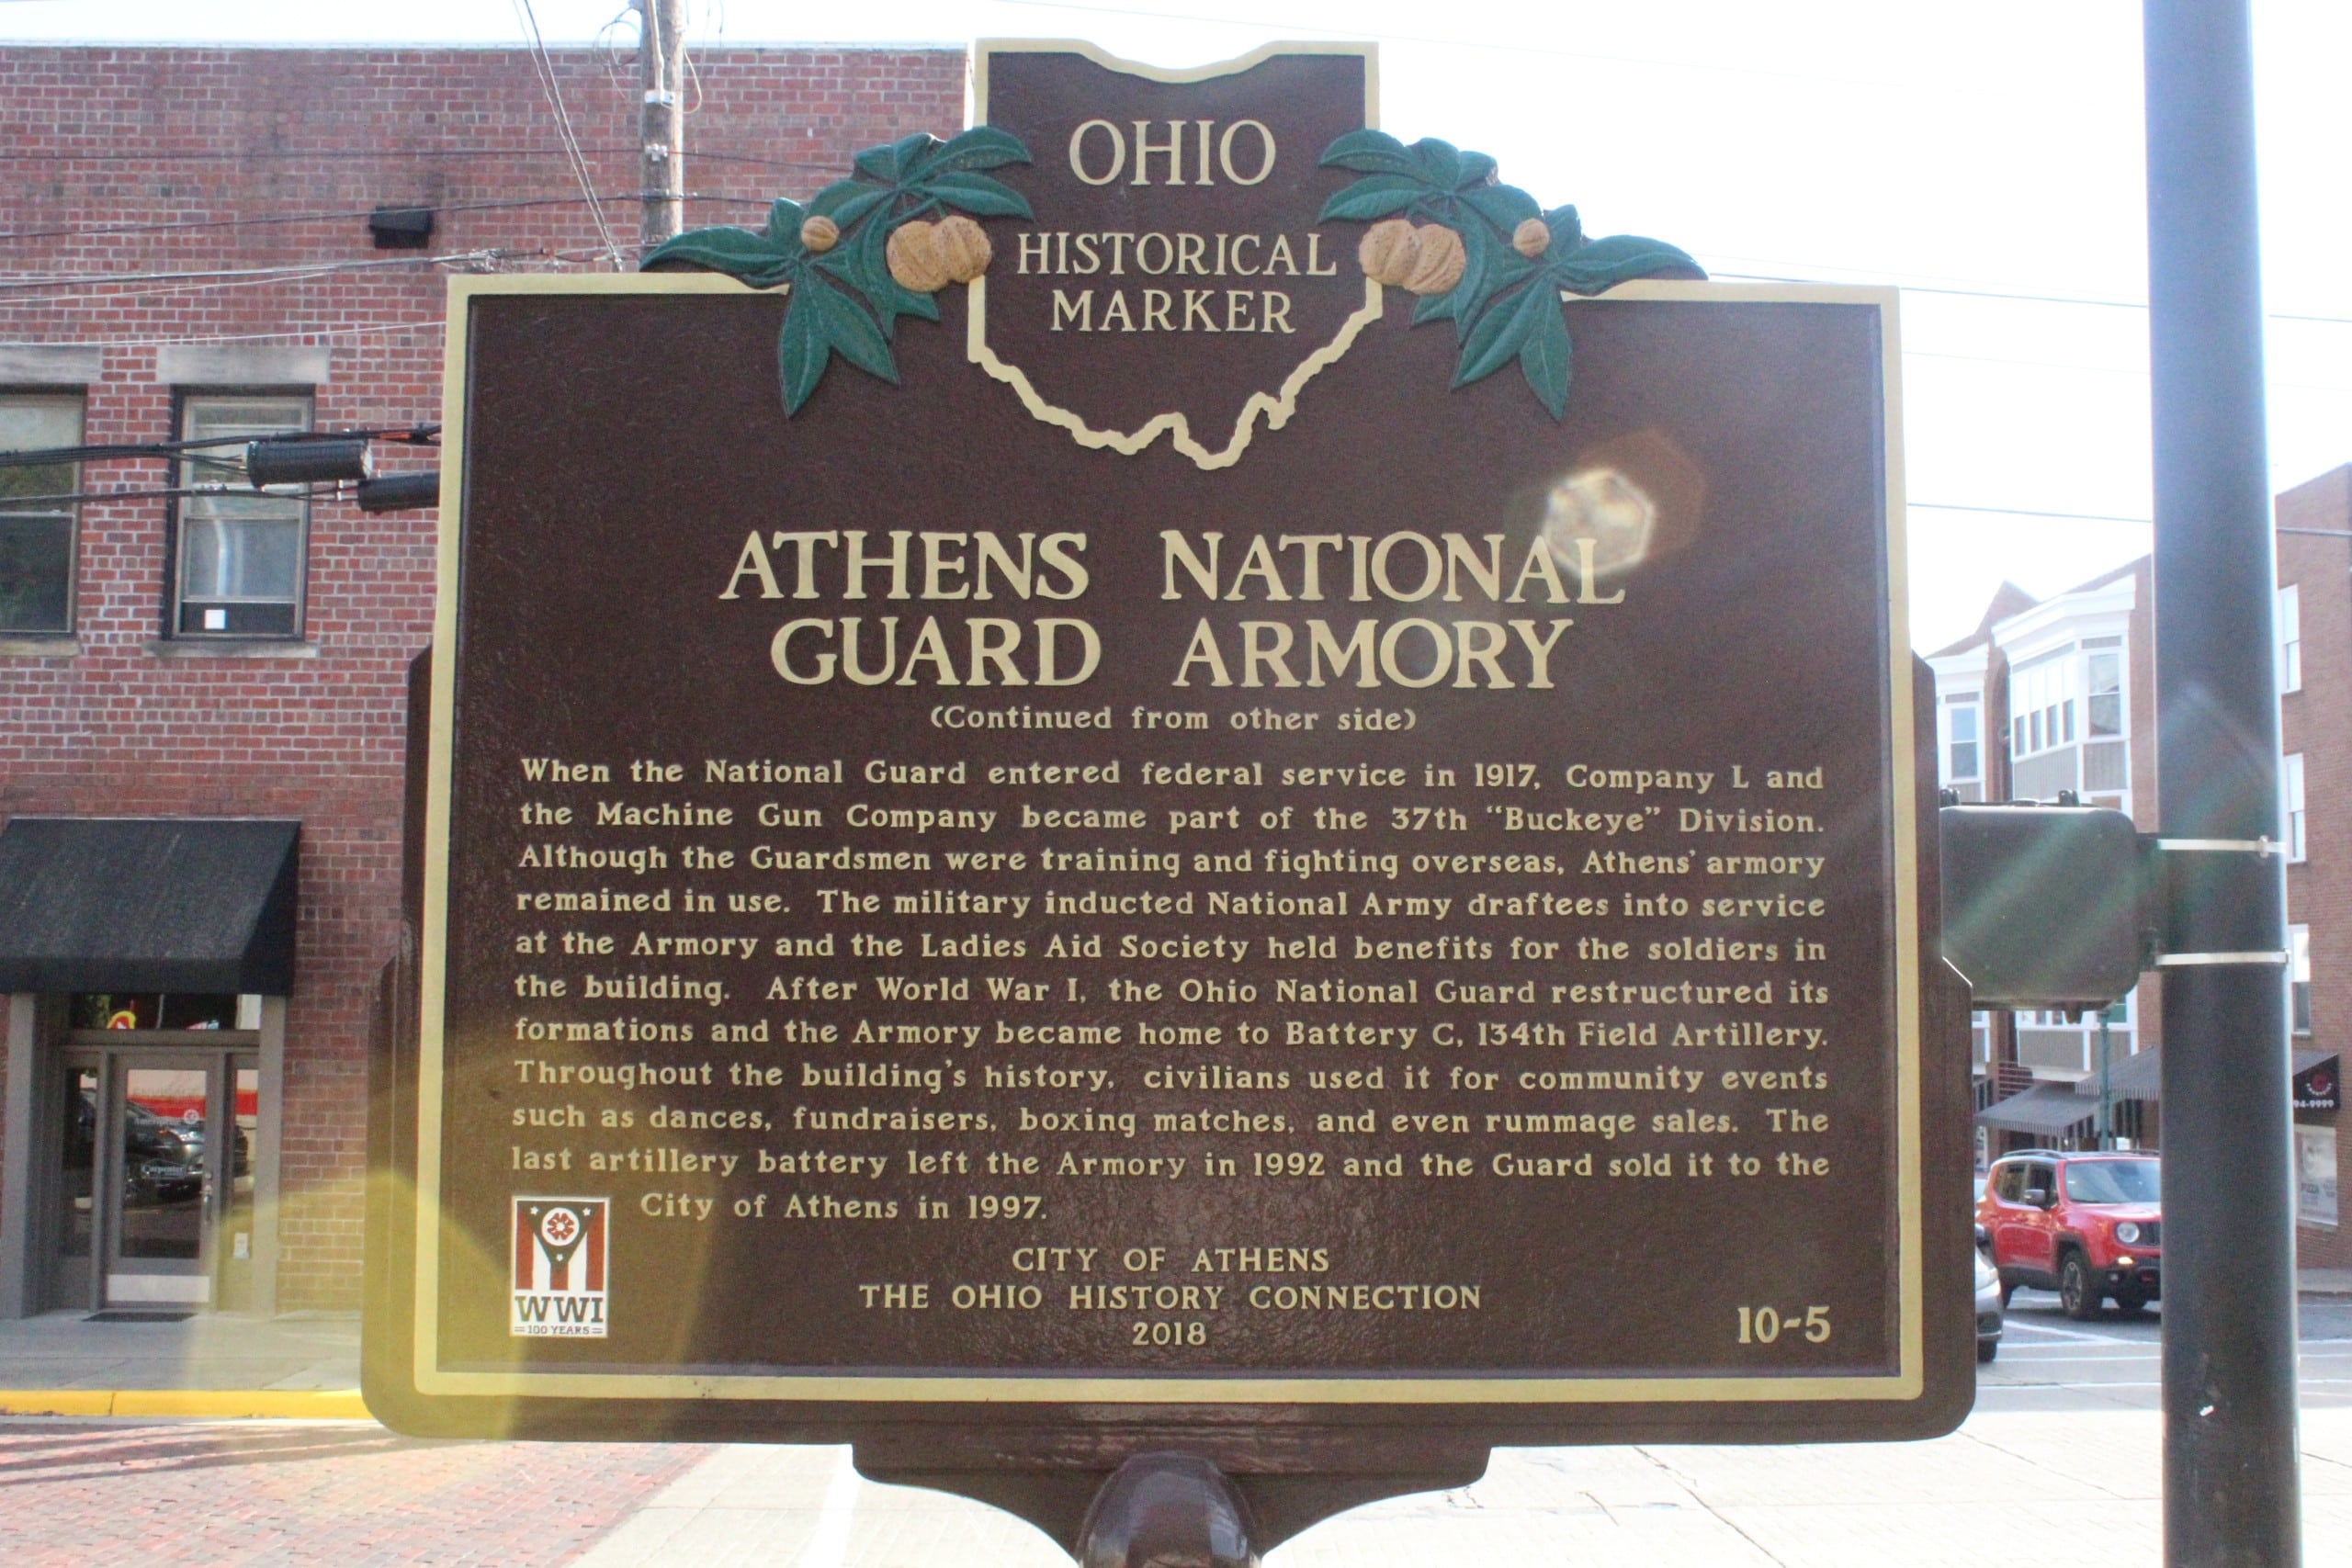 OHIO
HISTORICAL
MARKER
ATHENS NATIONAL
GUARD ARMORY
(Continued from other side)
When the National Guard entered federal service in 1917, Company L and
the Machine Gun Company became part of the 37th “Buckeye” Division.
Although the Guardsmen were training and fighting overseas, Athens’ armory
remained in use. The military inducted National Army draftees into service
at the Armory and the Ladies Aid Society held benefits for the soldiers in
the building. After World War I, the Ohio National Guard restructured its
formations and the Armory became home to Battery C, 134th Field Artillery.
Throughout the building’s history, civilians used it for community events
such as dances, fundraisers, boxing matches, and even rummage sales. The
last artillery battery left the Armory in 1992 and the Guard sold it to the
City of Athens in 1997.
WWI
100 YEARS
CITY OF ATHENS
THE OHIO HISTORY CONNECTION
2018
10-5
94-9999